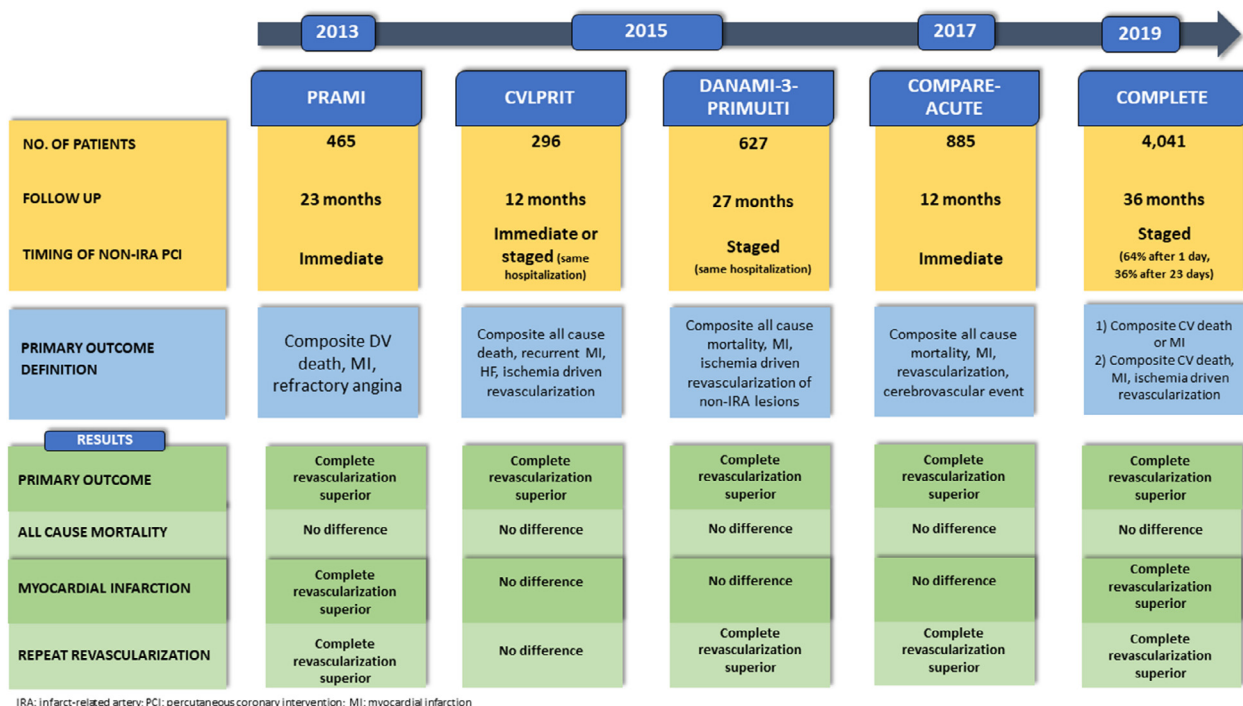 2013
2015
2017
2019
PRAMI
CVLPRIT
DANAMI-3-
PRIMULTI
COMPARE-
ACUTE
COMPLETE
NO. OF PATIENTS
465
296
627
885
4,041
FOLLOW UP
23 months
12 months
27 months
12 months
36 months
TIMING OF NON-IRA PCI
Immediate
Immediate or
staged (same
hospitalization)
Staged
(same hospitalization)
Immediate
Staged
(64% after 1 day,
36% after 23 days)
PRIMARY OUTCOME
DEFINITION
Composite DV
death, MI,
refractory angina
Composite all cause
death, recurrent MI,
HF, ischemia driven
revascularization
Composite all cause
mortality, MI,
ischemia driven
revascularization of
non-IRA lesions
Composite all cause
mortality, MI,
revascularization,
cerebrovascular event
1) Composite CV death
or MI
2) Composite CV death,
MI, ischemia driven
revascularization
RESULTS
PRIMARY OUTCOME
Complete
revascularization
superior
Complete
revascularization
superior
Complete
revascularization
superior
Complete
revascularization
superior
Complete
revascularization
superior
ALL CAUSE MORTALITY
No difference
No difference
No difference
No difference
No difference
MYOCARDIAL INFARCTION
Complete
revascularization
superior
No difference
No difference
No difference
Complete
revascularization
superior
REPEAT REVASCULARIZATION
Complete
revascularization
superior
No difference
Complete
revascularization
superior
Complete
revascularization
superior
Complete
revascularization
superior
IRA: infarct-related artery; PCI: percutaneous coronary intervention; MI: myocardial infarction